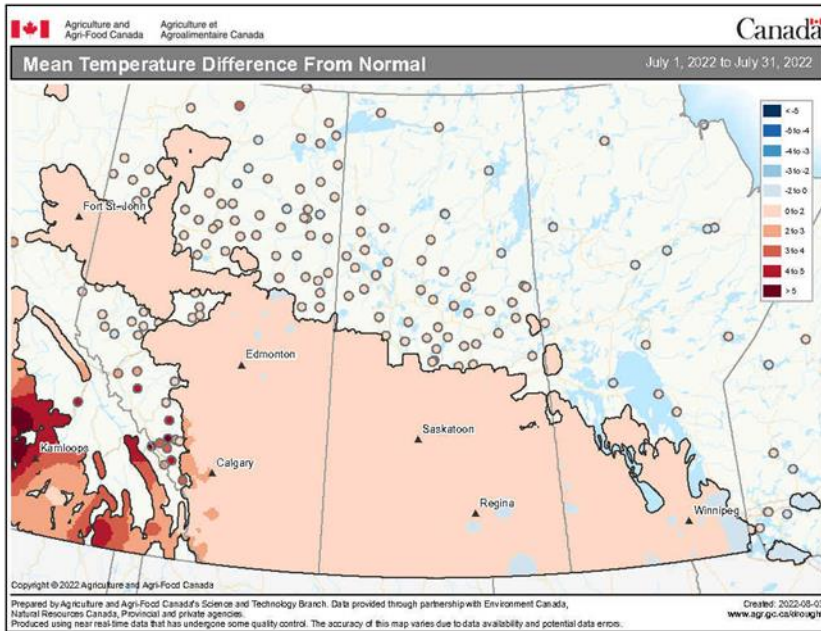 Agriculture and Agriculture et
Agri-Food Canada Agroalimentaire Canada
Canada
Mean Temperature Difference From Normal
July 1, 2022 to July 31, 2022
< -5
-5 to -4
-4 to -3
-3 to -2
-2 to 0
0 to 2
2 to 3
3 to 4
4 to 5
> 5
Fort St-John
Edmonton
Saskatoon
Kamloops
Calgary
Regina
Winnipeg
Copyright © 2022 Agriculture and Agri-Food Canada
Prepared by Agriculture and Agri-Food Canada's Science and Technology Branch. Data provided through partnership with Environment Canada,
Natural Resources Canada, Provincial and private agencies.
Produced using near real-time data that has undergone some quality control. The accuracy of this map varies due to data availability and potential data errors.
Created: 2022-08-03
www.agr.gc.ca/drought